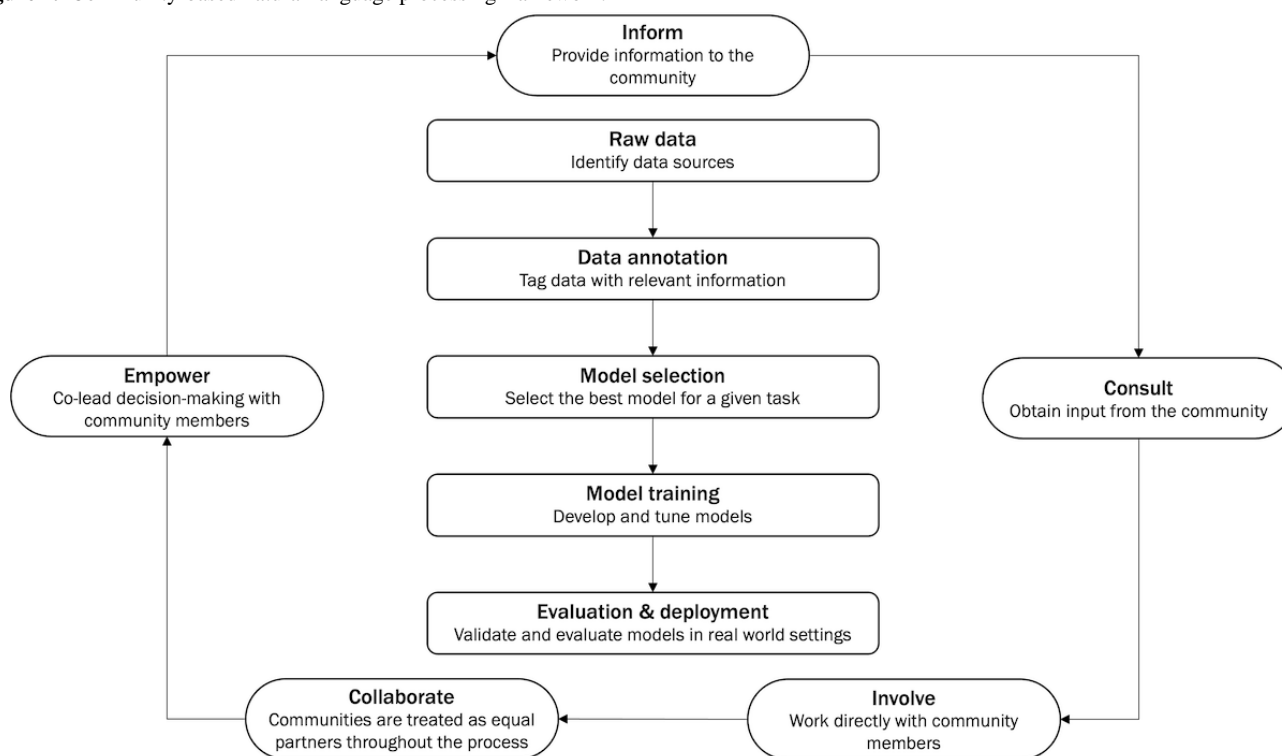 Inform
Provide information to the
community
Raw data
Identify data sources
Data annotation
Tag data with relevant information
Model selection
Select the best model for a given task
Empower
Co-lead decision-making with
community members
Consult
Obtain input from the community
Model training
Develop and tune models
Evaluation & deployment
Validate and evaluate models in real world settings
Collaborate
Communities are treated as equal
partners throughout the process
Involve
Work directly with community
members